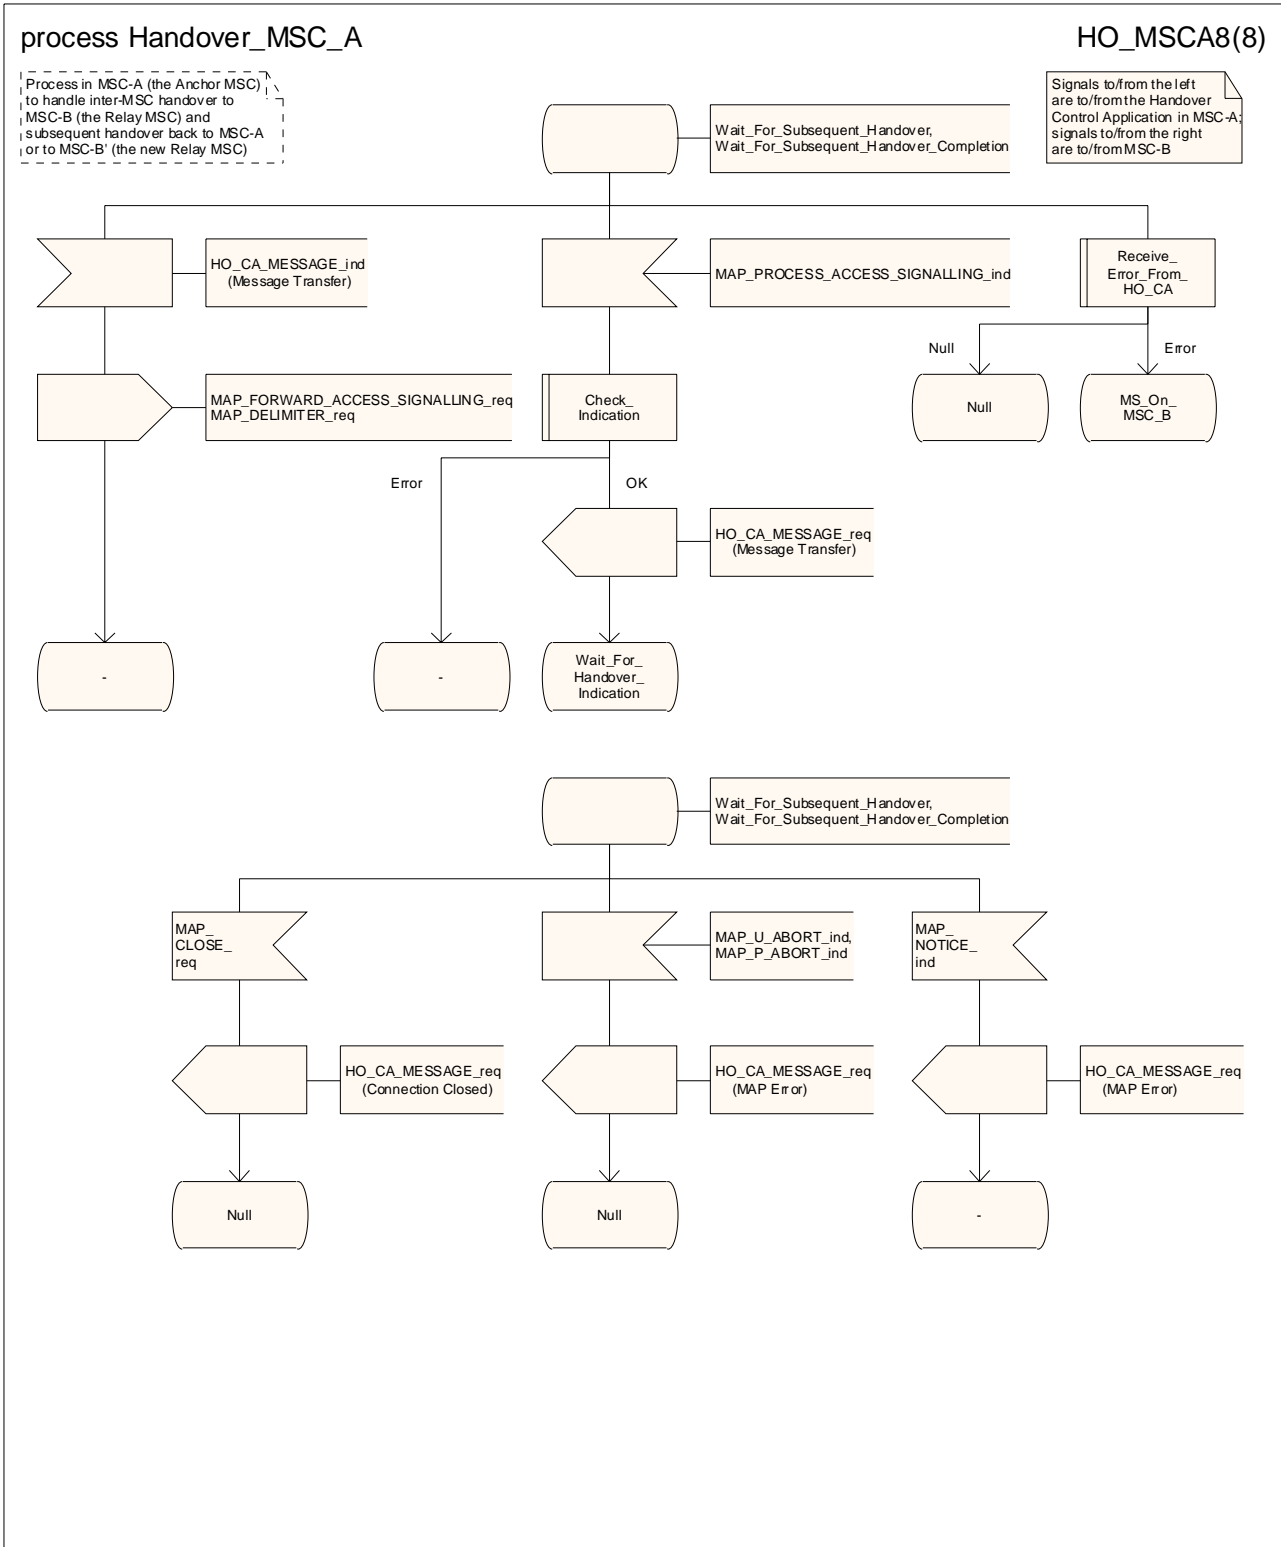 process Handover_MSC_A
HO_MSCA8(8)
Process in MSC-A (the Anchor MSC)
to handle inter-MSC handover to
MSC-B (the Relay MSC) and
subsequent handover back to MSC-A
or to MSC-B' (the new Relay MSC)
Signals to/from the left
are to/from the Handover
Control Application in MSC-A;
signals to/from the right
are to/from MSC-B
Wait_For_Subsequent_Handover,
Wait_For_Subsequent_Handover_Completion
HO_CA_MESSAGE_ind
(Message Transfer)
MAP_PROCESS_ACCESS_SIGNALLING_ind
Receive_
Error_From_
HO_CA
Null
Error
MAP_FORWARD_ACCESS_SIGNALLING_req
MAP_DELIMITER_req
Check_
Indication
Null
MS_On_
MSC_B
Error
OK
HO_CA_MESSAGE_req
(Message Transfer)
-
-
Wait_For_
Handover_
Indication
Wait_For_Subsequent_Handover,
Wait_For_Subsequent_Handover_Completion
MAP_
CLOSE_
req
MAP_U_ABORT_ind,
MAP_P_ABORT_ind
MAP_
NOTICE_
ind
HO_CA_MESSAGE_req
(Connection Closed)
HO_CA_MESSAGE_req
(MAP Error)
HO_CA_MESSAGE_req
(MAP Error)
Null
Null
-